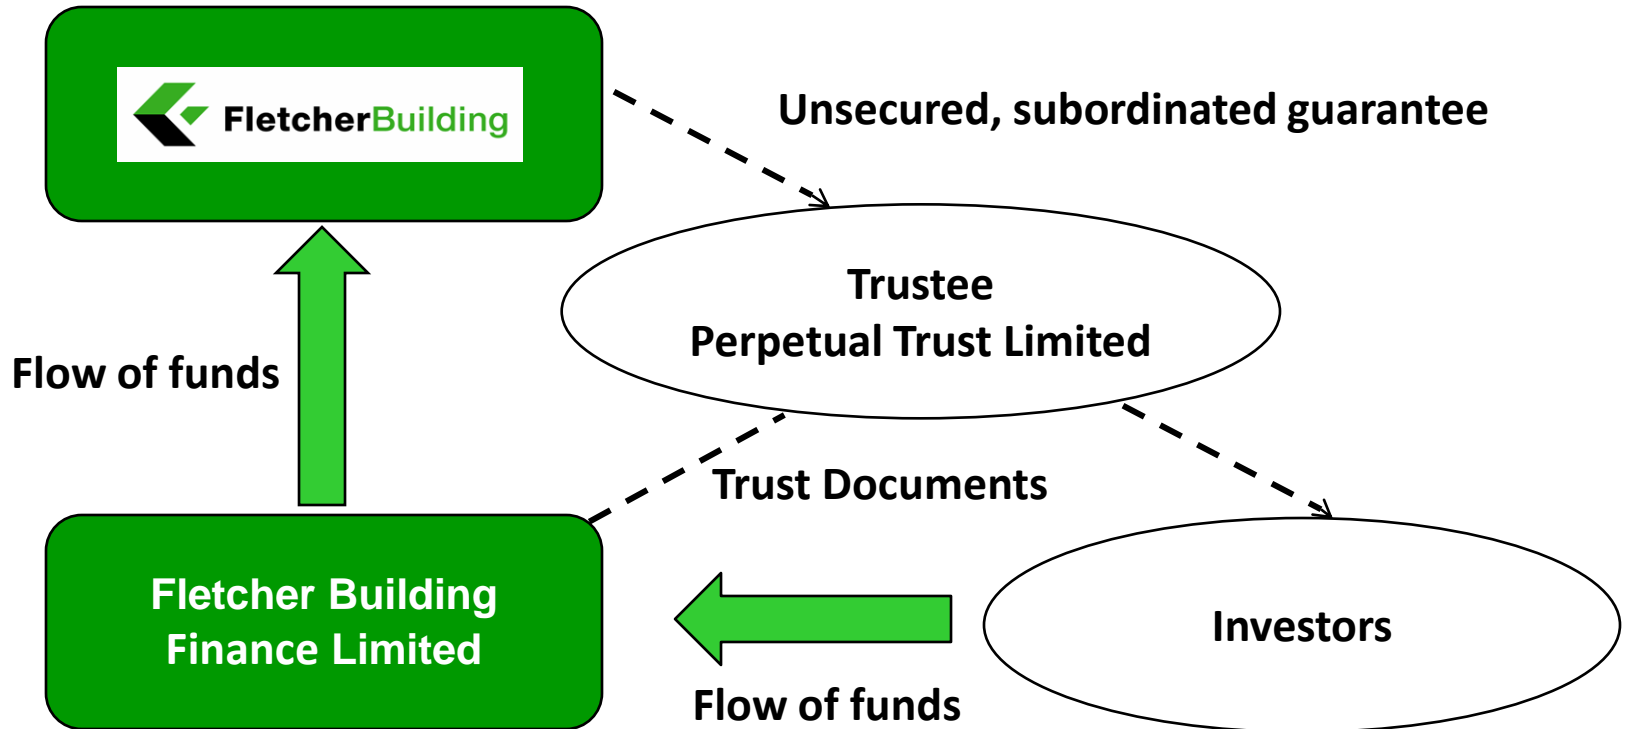 FletcherBuilding
Unsecured, subordinated guarantee
Trustee
Perpetual Trust Limited
Flow of funds
Trust Documents
Fletcher Building
Finance Limited
Investors
Flow of funds